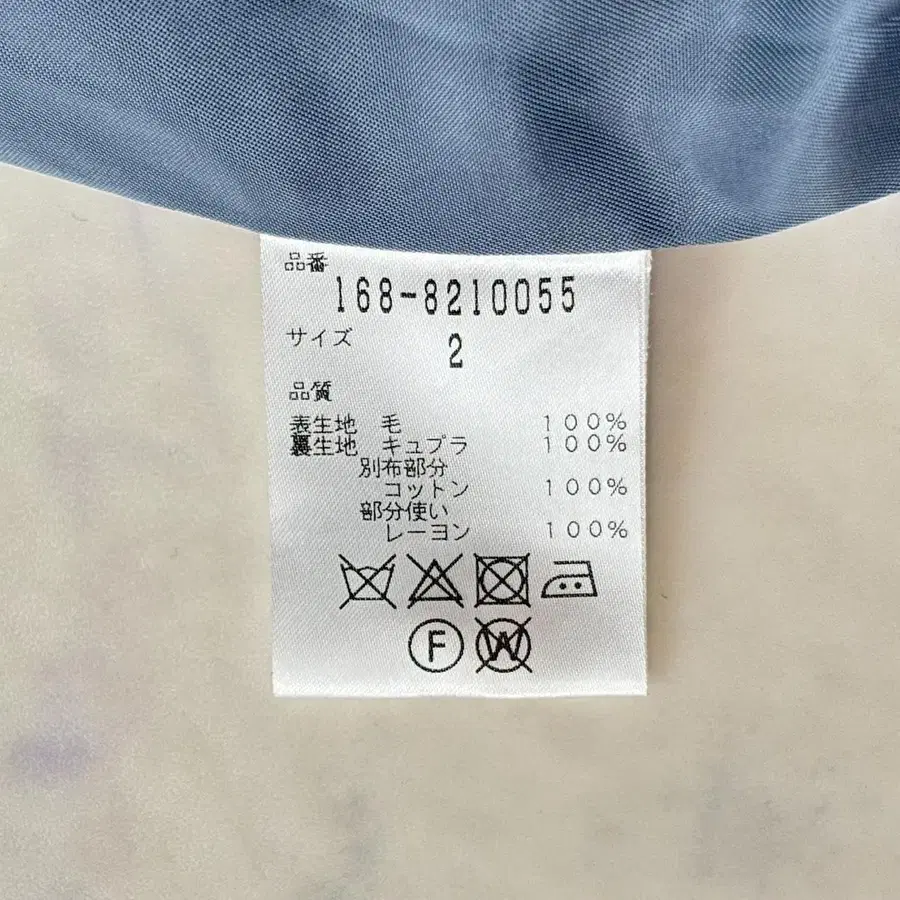 品番
168-8210055
サイズ
2
品質
表生地 毛 100%
裏生地 キュプラ 100%
別布部分
コットン 100%
部分使い
レーヨン 100%
F W